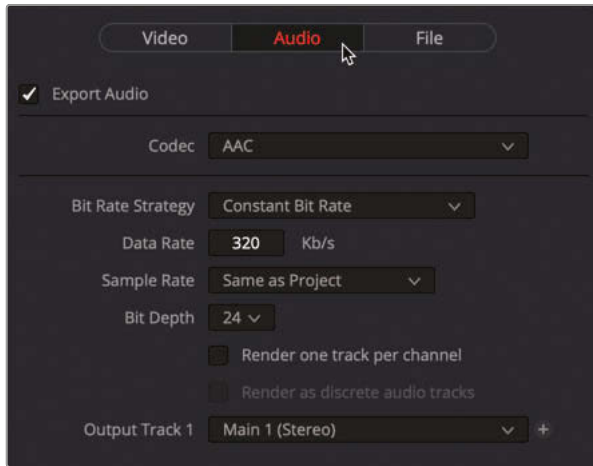 Video Audio File
Export Audio
Codec AAC
Bit Rate Strategy Constant Bit Rate
Data Rate 320 Kb/s
Sample Rate Same as Project
Bit Depth 24
Render one track per channel
Render as discrete audio tracks
Output Track 1 Main 1 (Stereo) +